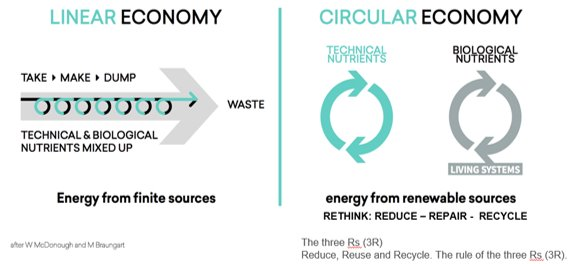 LINEAR ECONOMY
TAKE ▸ MAKE ▸ DUMP
WASTE
TECHNICAL & BIOLOGICAL
NUTRIENTS MIXED UP
Energy from finite sources
after W McDonough and M Braungart
CIRCULAR ECONOMY
TECHNICAL
NUTRIENTS
BIOLOGICAL
NUTRIENTS
LIVING SYSTEMS
energy from renewable sources
RETHINK: REDUCE – REPAIR - RECYCLE
The three Rs (3R)
Reduce, Reuse and Recycle. The rule of the three Rs (3R).